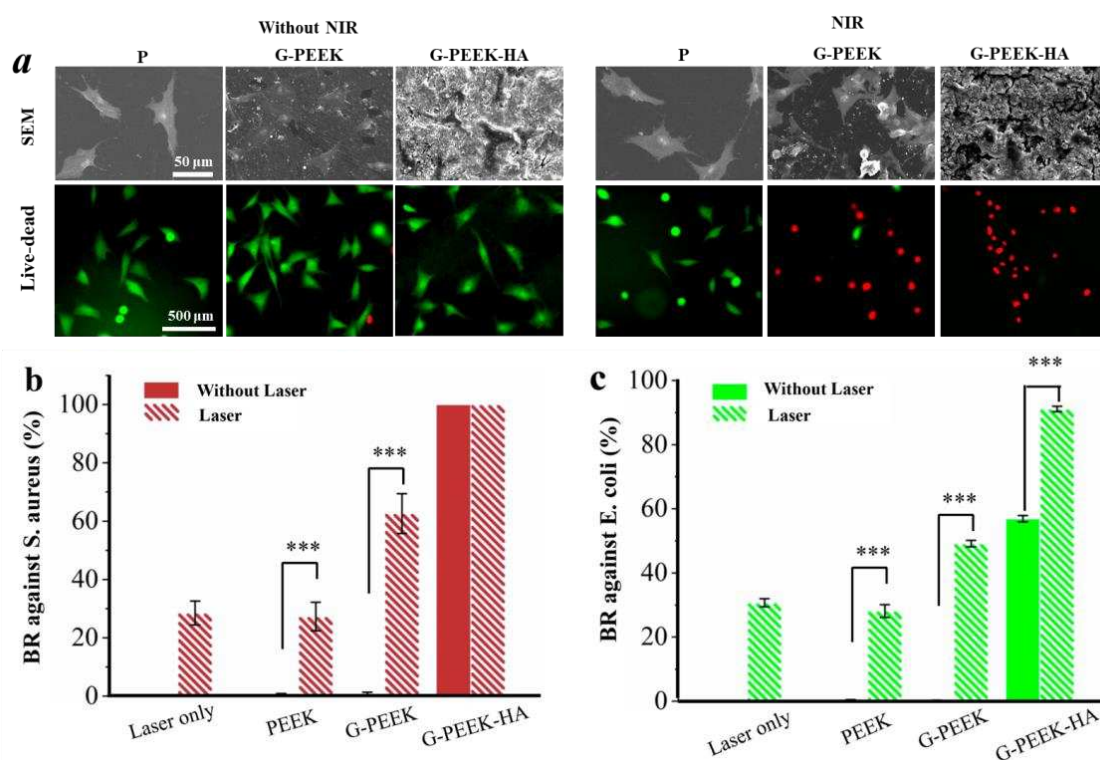 Without NIR
NIR
a
P
G-PEEK
G-PEEK-HA
P
G-PEEK
G-PEEK-HA
SEM
50 μm
Live-dead
500 μm
b
Without Laser
Laser
BR against S. aureus (%)
100
80
60
40
20
0
***
***
Laser only
PEEK
G-PEEK
G-PEEK-HA
c
Without Laser
Laser
BR against E. coli (%)
100
80
60
40
20
0
***
***
***
Laser only
PEEK
G-PEEK
G-PEEK-HA